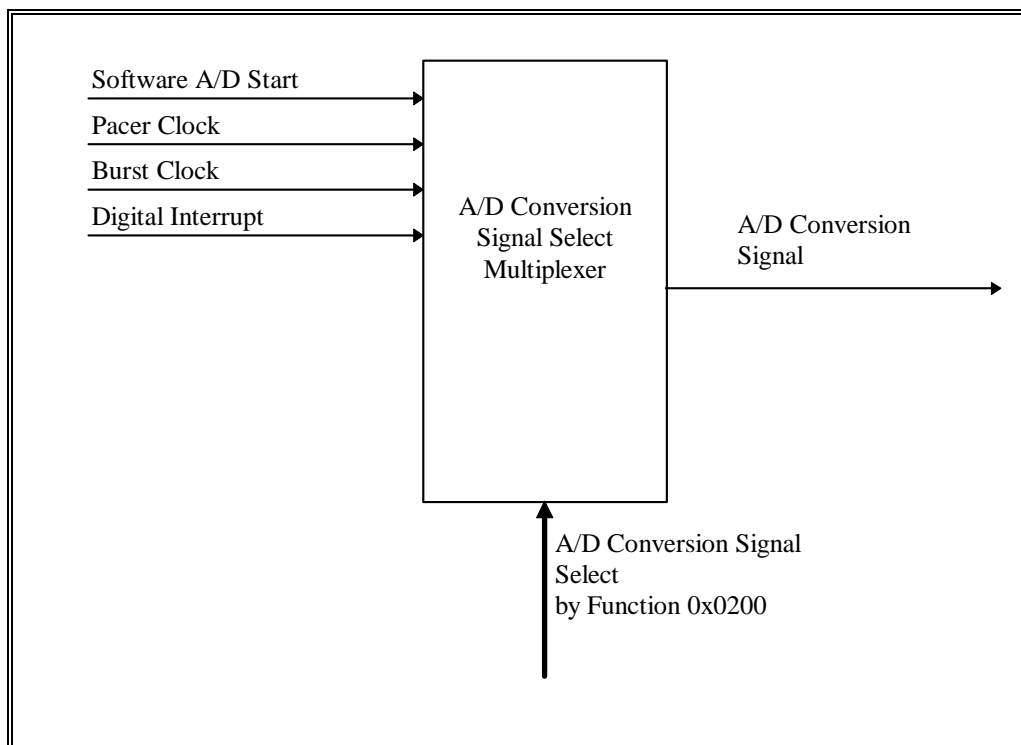 Software A/D Start
Pacer Clock
Burst Clock
Digital Interrupt
A/D Conversion
Signal Select
Multiplexer
A/D Conversion
Signal
A/D Conversion Signal
Select
by Function 0x0200